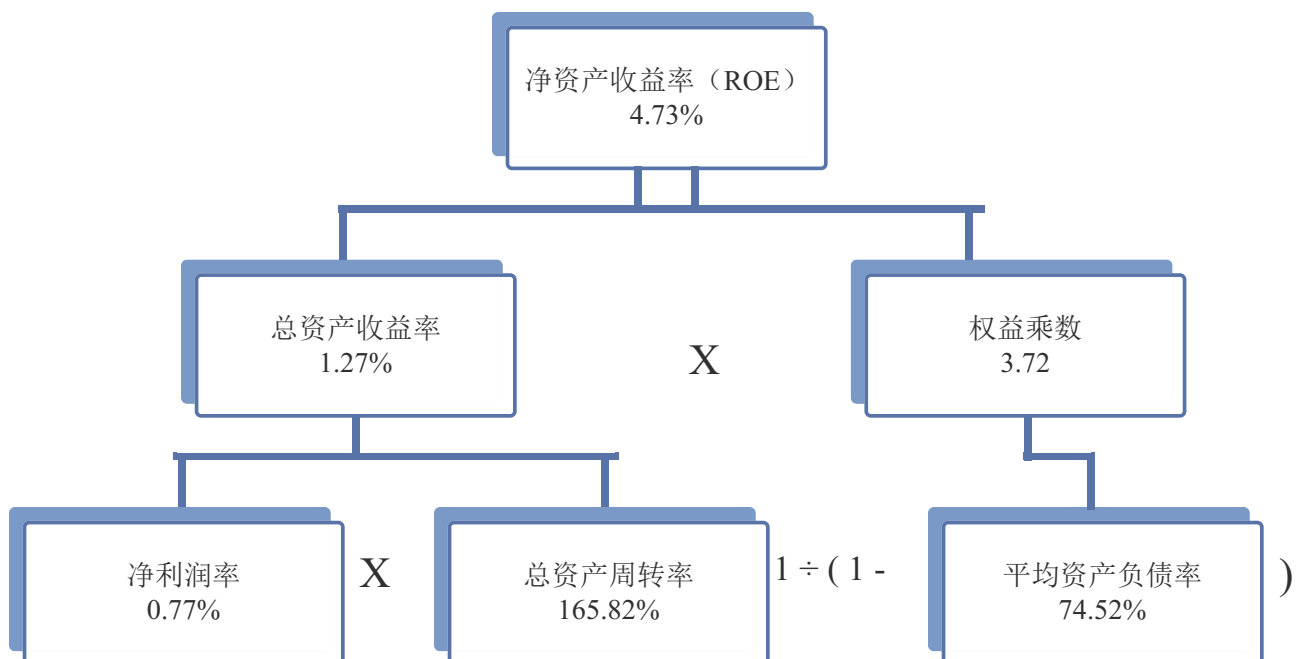 净资产收益率（ROE）
4.73%
总资产收益率
1.27%
X
权益乘数
3.72
净利润率
0.77%
X
总资产周转率
165.82%
1 ÷ ( 1 -
平均资产负债率
74.52%
)